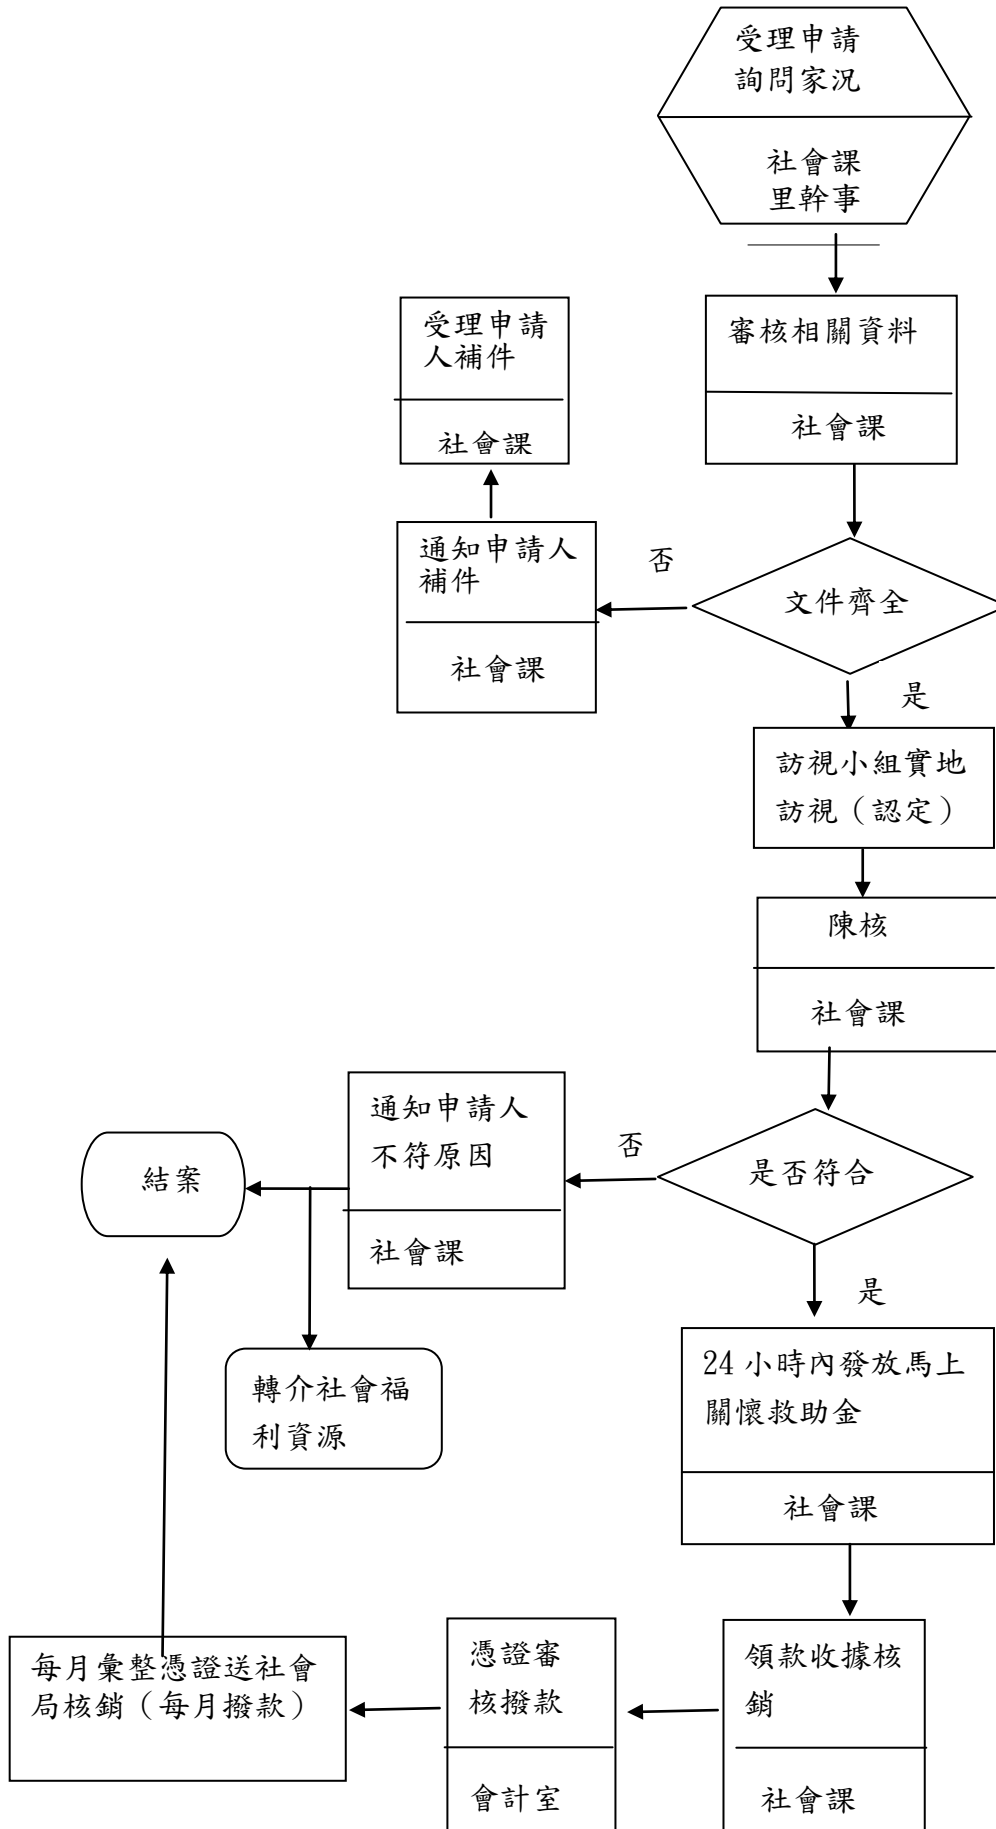 受理申請
詢問家況
社會課
里幹事
審核相關資料
社會課
受理申請
人補件
社會課
通知申請人
補件
社會課
否
文件齊全
是
訪視小組實地
訪視（認定）
陳核
社會課
是否符合
否
通知申請人
不符原因
社會課
結案
轉介社會福
利資源
是
24 小時內發放馬上
關懷救助金
社會課
領款收據核
銷
社會課
憑證審
核撥款
會計室
每月彙整憑證送社會
局核銷（每月撥款）